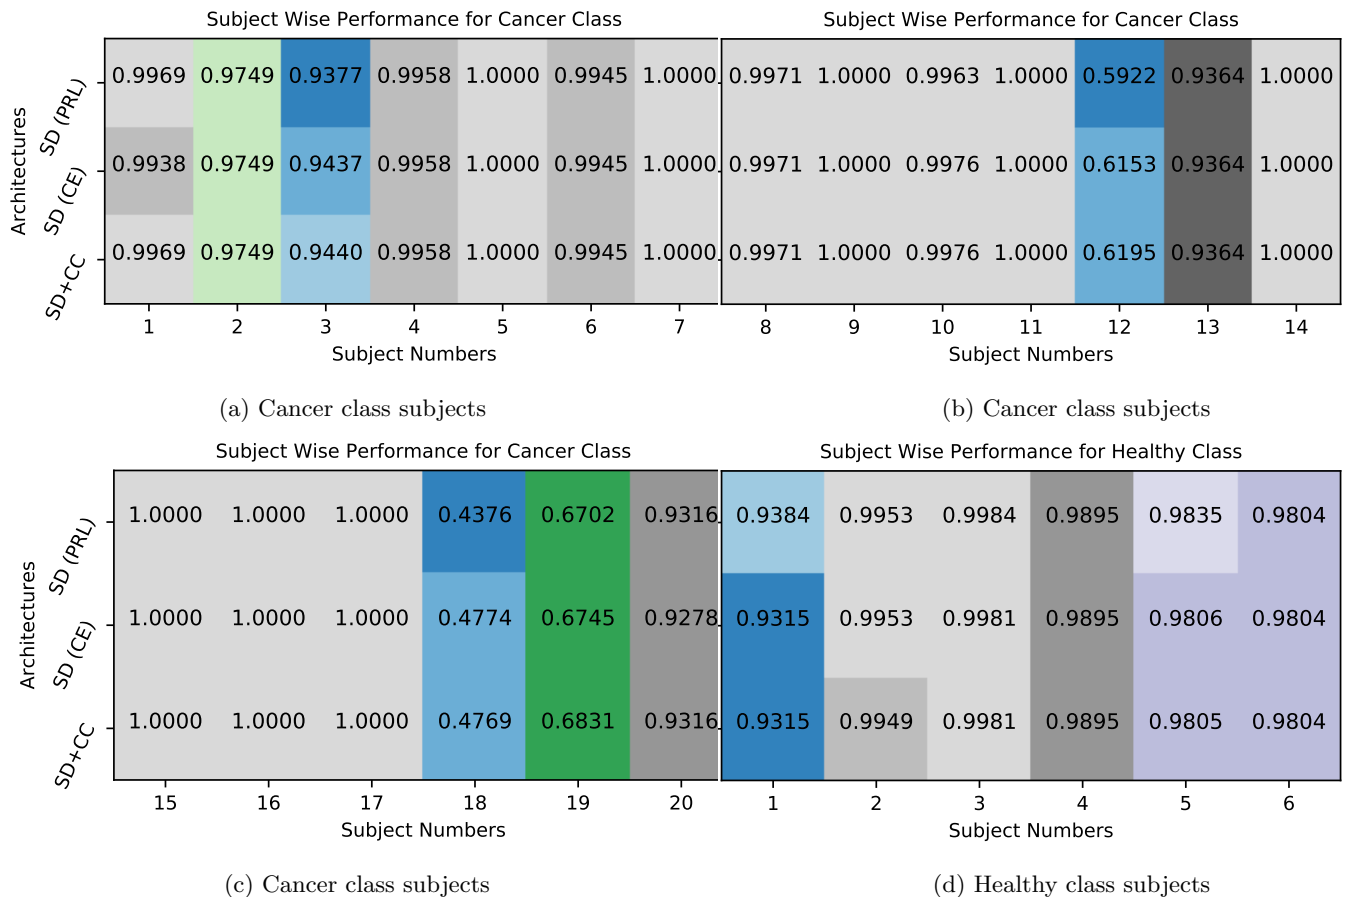 Subject Wise Performance for Cancer Class
Architectures
SD (PRL) 0.9969 0.9749 0.9377 0.9958 1.0000 0.9945 1.0000
SD (CE) 0.9938 0.9749 0.9437 0.9958 1.0000 0.9945 1.0000
SD+CC 0.9969 0.9749 0.9440 0.9958 1.0000 0.9945 1.0000
1 2 3 4 5 6 7
Subject Numbers
(a) Cancer class subjects
Subject Wise Performance for Cancer Class
0.9971 1.0000 0.9963 1.0000 0.5922 0.9364 1.0000
0.9971 1.0000 0.9976 1.0000 0.6153 0.9364 1.0000
0.9971 1.0000 0.9976 1.0000 0.6195 0.9364 1.0000
8 9 10 11 12 13 14
Subject Numbers
(b) Cancer class subjects
Subject Wise Performance for Cancer Class
Architectures
SD (PRL) 1.0000 1.0000 1.0000 0.4376 0.6702 0.9316
SD (CE) 1.0000 1.0000 1.0000 0.4774 0.6745 0.9278
SD+CC 1.0000 1.0000 1.0000 0.4769 0.6831 0.9316
15 16 17 18 19 20
Subject Numbers
(c) Cancer class subjects
Subject Wise Performance for Healthy Class
0.9384 0.9953 0.9984 0.9895 0.9835 0.9804
0.9315 0.9953 0.9981 0.9895 0.9806 0.9804
0.9315 0.9949 0.9981 0.9895 0.9805 0.9804
1 2 3 4 5 6
Subject Numbers
(d) Healthy class subjects